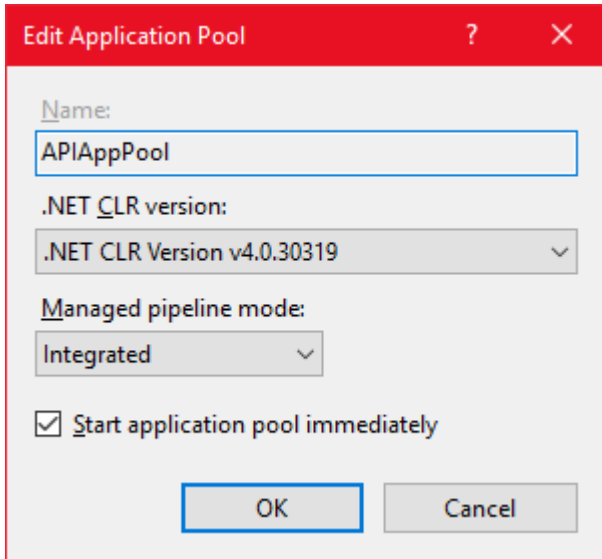 Edit Application Pool ?
Name:
APIAppPool
.NET CLR version:
.NET CLR Version v4.0.30319
Managed pipeline mode:
Integrated
Start application pool immediately
OK Cancel